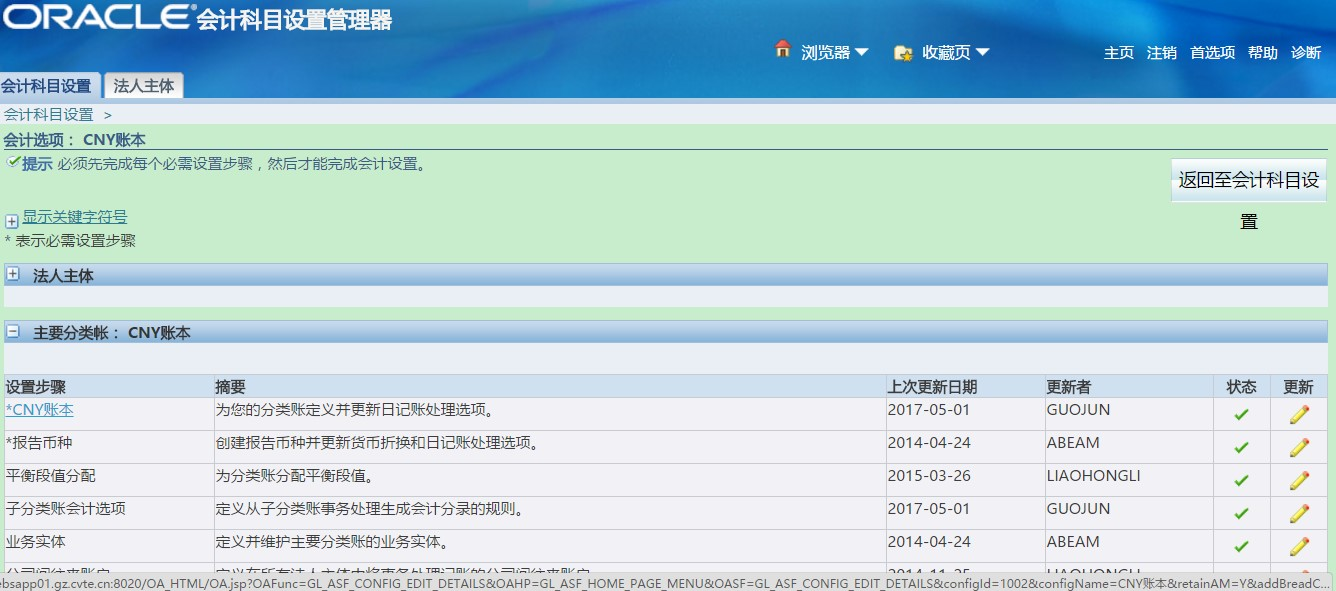 ORACLE® 会计科目设置管理器
浏览器 收藏页 主页 注销 首选项 帮助 诊断
会计科目设置 法人主体
会计科目设置 >
会计选项： CNY账本
提示 必须先完成每个必需设置步骤，然后才能完成会计设置。
返回至会计科目设
置
显示关键字符号
* 表示必需设置步骤
法人主体
主要分类帐： CNY账本
设置步骤 摘要 上次更新日期 更新者 状态 更新
*CNY账本 为您的分类账定义并更新日记账处理选项。 2017-05-01 GUOJUN
*报告币种 创建报告币种并更新货币折换和日记账处理选项。 2014-04-24 ABEAM
平衡段值分配 为分类账分配平衡段值。 2015-03-26 LIAOHONGLI
子分类账会计选项 定义从子分类账事务处理生成会计分录的规则。 2017-05-01 GUOJUN
业务实体 定义并维护主要分类账的业务实体。 2014-04-24 ABEAM
ebsapp01.gz.cvte.cn:8020/OA_HTML/OA.jsp?OAFunc=GL_ASF_CONFIG_EDIT_DETAILS&OAHP=GL_ASF_HOME_PAGE_MENU&OASF=GL_ASF_CONFIG_EDIT_DETAILS&configId=1002&configName=CNY账本&retainAM=Y&addBreadC...